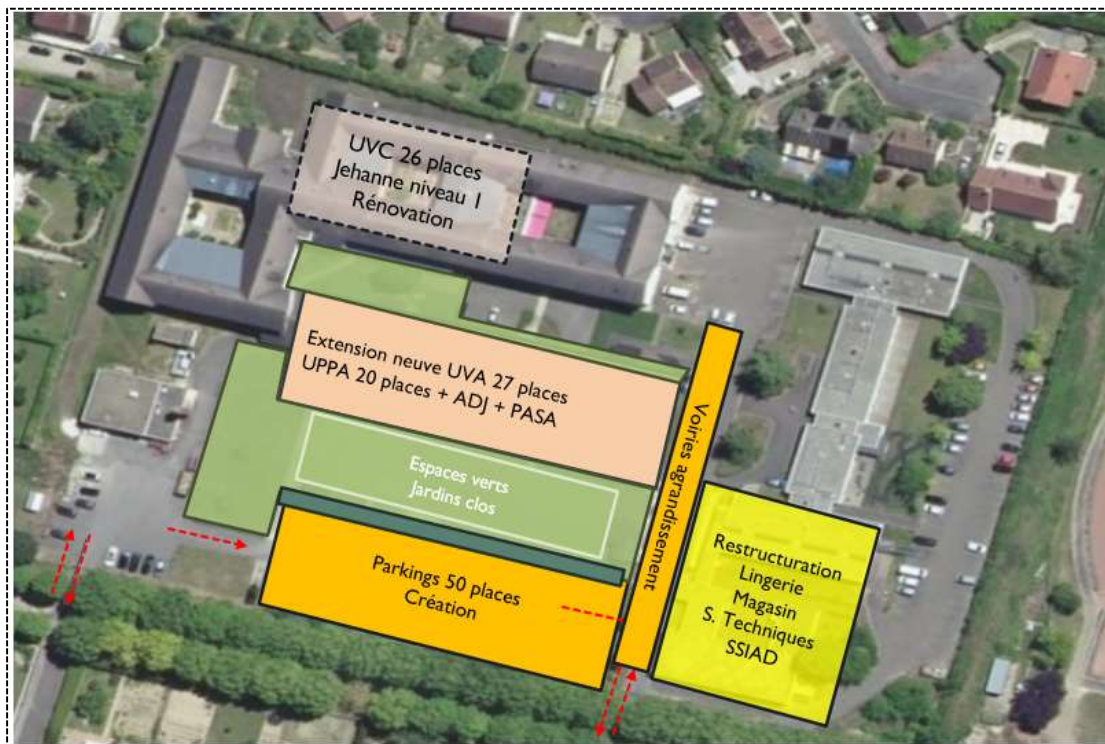 UVC 26 places
Jehanne niveau 1
Rénovation
Extension neuve UVA 27 places
UPPA 20 places + ADJ + PASA
Voiries agrandissement
Espaces verts
Jardins clos
Parkings 50 places
Création
Restructuration
Lingerie
Magasin
S. Techniques
SSIAD